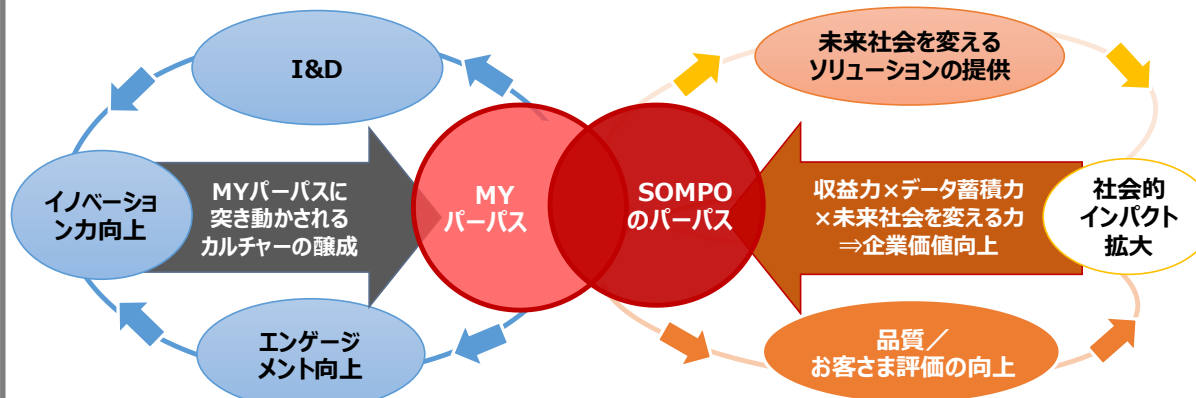 I&D
未来社会を変える
ソリューションの提供
イノベーショ
ン力向上
MYパーパスに
突き動かされる
カルチャーの醸成
MY
パーパス
SOMPO
のパーパス
収益力×データ蓄積力
×未来社会を変える力
⇒企業価値向上
社会的
インパクト
拡大
エンゲージ
メント向上
品質／
お客さま評価の向上